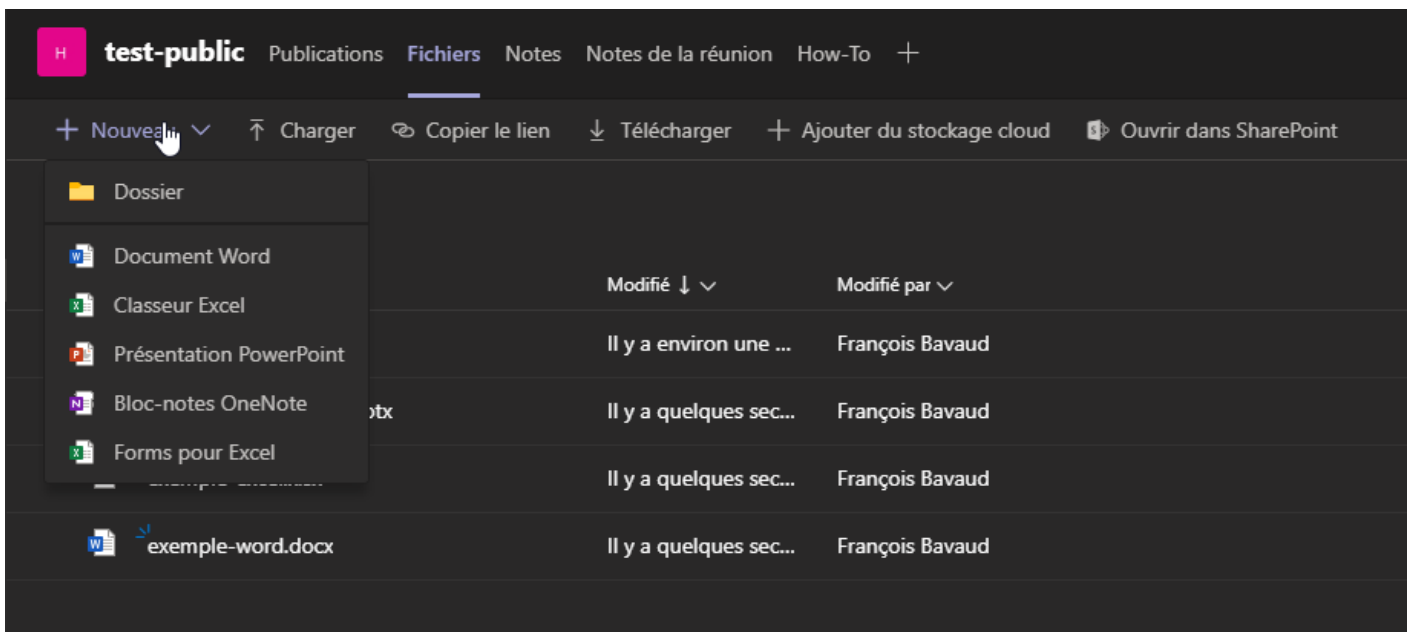 H test-public Publications Fichiers Notes Notes de la réunion How-To
Nouveau Charger Copier le lien Télécharger Ajouter du stockage cloud Ouvrir dans SharePoint
Dossier
Document Word
Modifié Modifié par
Classeur Excel
Il y a environ une ... François Bavaud
Présentation PowerPoint
Bloc-notes OneNote
Il y a quelques sec... François Bavaud
Forms pour Excel
Il y a quelques sec... François Bavaud
exemple-word.docx Il y a quelques sec... François Bavaud